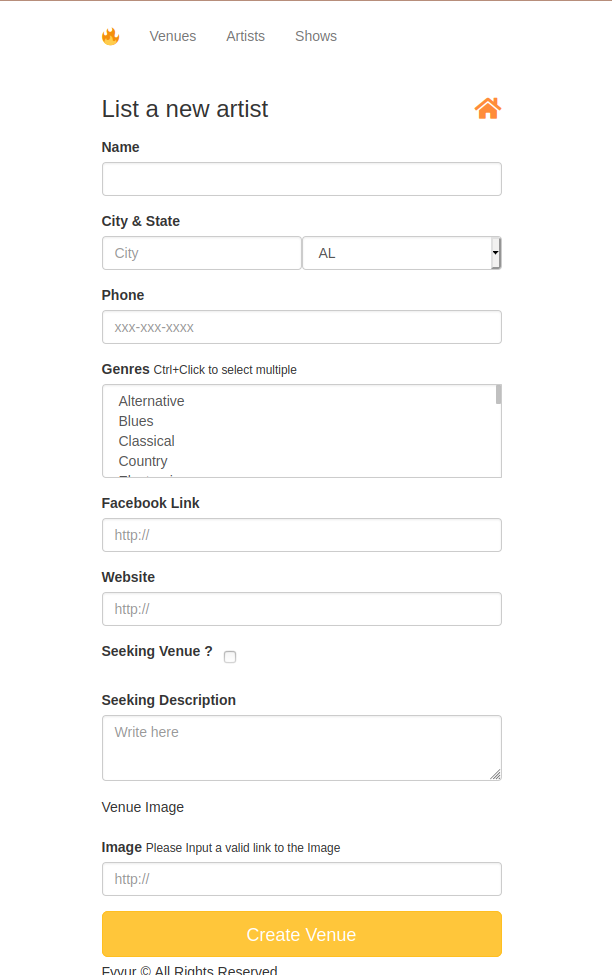 Venues Artists Shows
List a new artist
Name
City & State
City AL
Phone
xxx-xxx-xxxx
Genres Ctrl+Click to select multiple
Alternative
Blues
Classical
Country
Facebook Link
http://
Website
http://
Seeking Venue ?
Seeking Description
Write here
Venue Image
Image Please Input a valid link to the Image
http://
Create Venue
Fyyur © All Rights Reserved